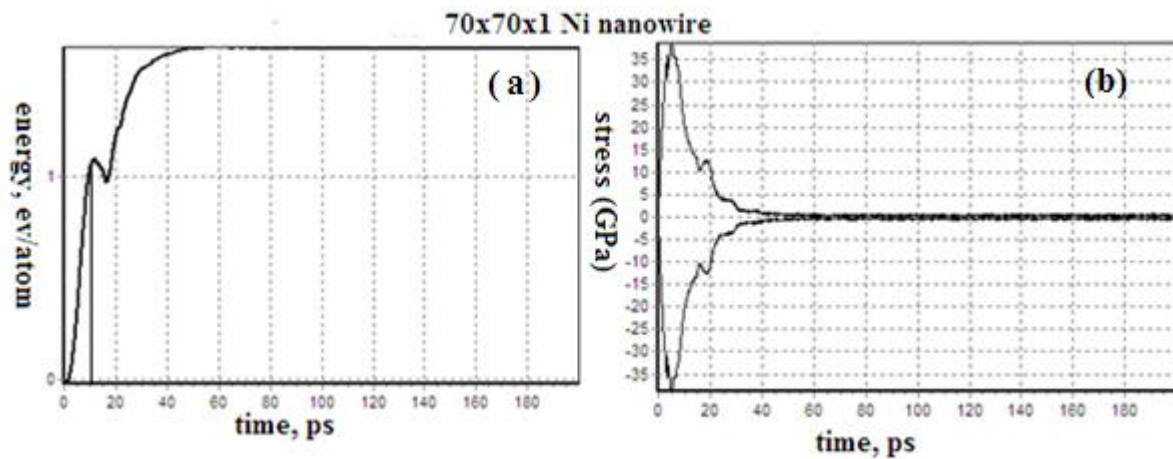 70x70x1 Ni nanowire
( a )
energy, ev/atom
1
0
0 20 40 60 80 100 120 140 160 180
time, ps
(b)
stress (GPa)
35
30
25
20
15
10
5
0
-5
-10
-15
-20
-25
-30
-35
0 20 40 60 80 100 120 140 160 180
time, ps